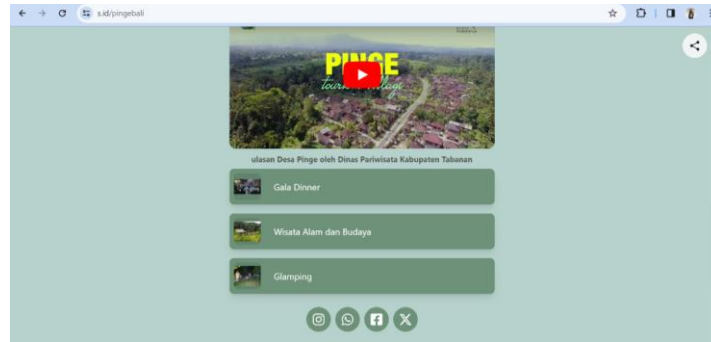 s.id/pingebali
PINGE
ulasan Desa Pinge oleh Dinas Pariwisata Kabupaten Tabanan
Gala Dinner
Wisata Alam dan Budaya
Glamping